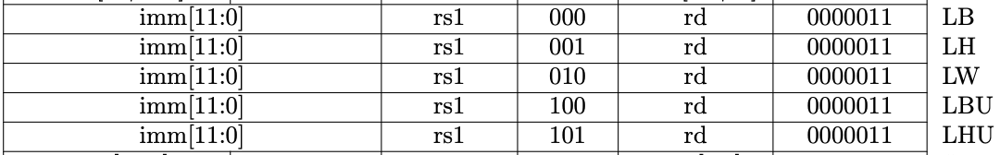 imm[11:0] rs1 000 rd 0000011 LB
imm[11:0] rs1 001 rd 0000011 LH
imm[11:0] rs1 010 rd 0000011 LW
imm[11:0] rs1 100 rd 0000011 LBU
imm[11:0] rs1 101 rd 0000011 LHU